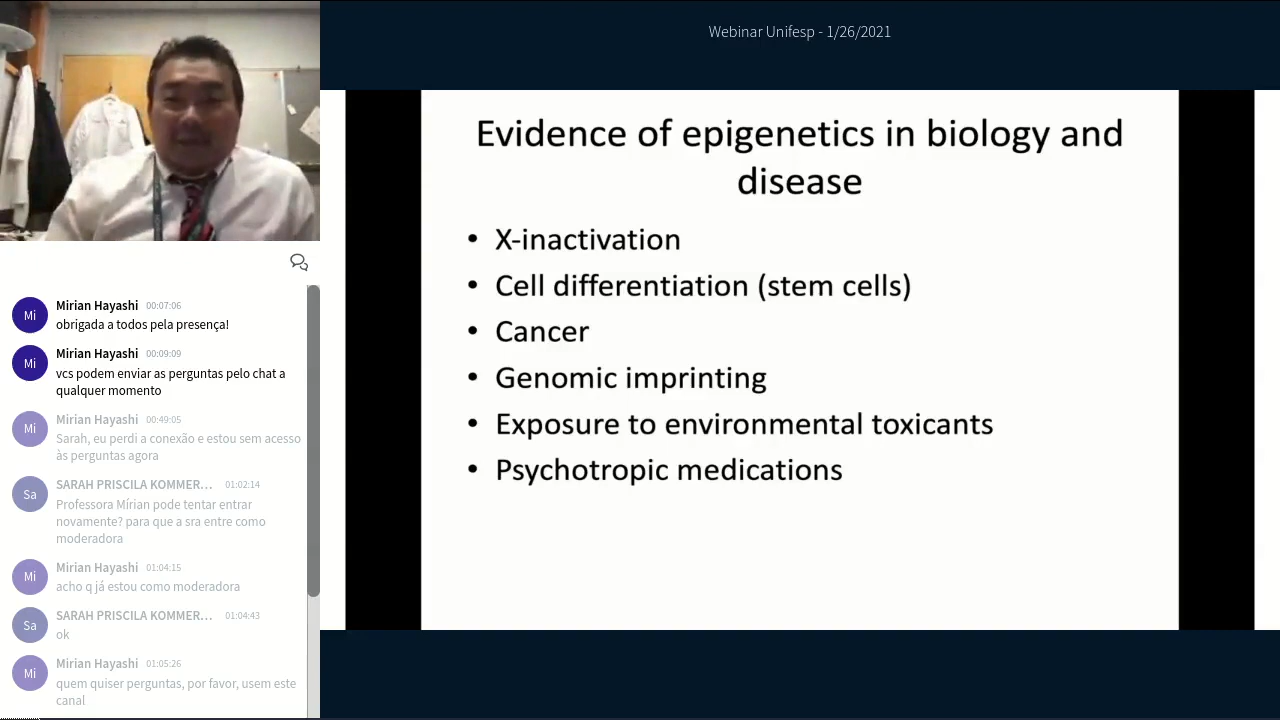 Webinar Unifesp - 1/26/2021
Evidence of epigenetics in biology and
disease
• X-inactivation
• Cell differentiation (stem cells)
• Cancer
• Genomic imprinting
• Exposure to environmental toxicants
• Psychotropic medications
Mi
Mirian Hayashi 00:07:06
obrigada a todos pela presença!
Mi
Mirian Hayashi 00:09:09
vcs podem enviar as perguntas pelo chat a
qualquer momento
Mi
Mirian Hayashi 00:49:05
Sarah, eu perdi a conexão e estou sem acesso
às perguntas agora
Sa
SARAH PRISCILA KOMMER... 01:02:14
Professora Mírian pode tentar entrar
novamente? para que a sra entre como
moderadora
Mi
Mirian Hayashi 01:04:15
acho q já estou como moderadora
Sa
SARAH PRISCILA KOMMER... 01:04:43
ok
Mi
Mirian Hayashi 01:05:26
quem quiser perguntas, por favor, usem este
canal